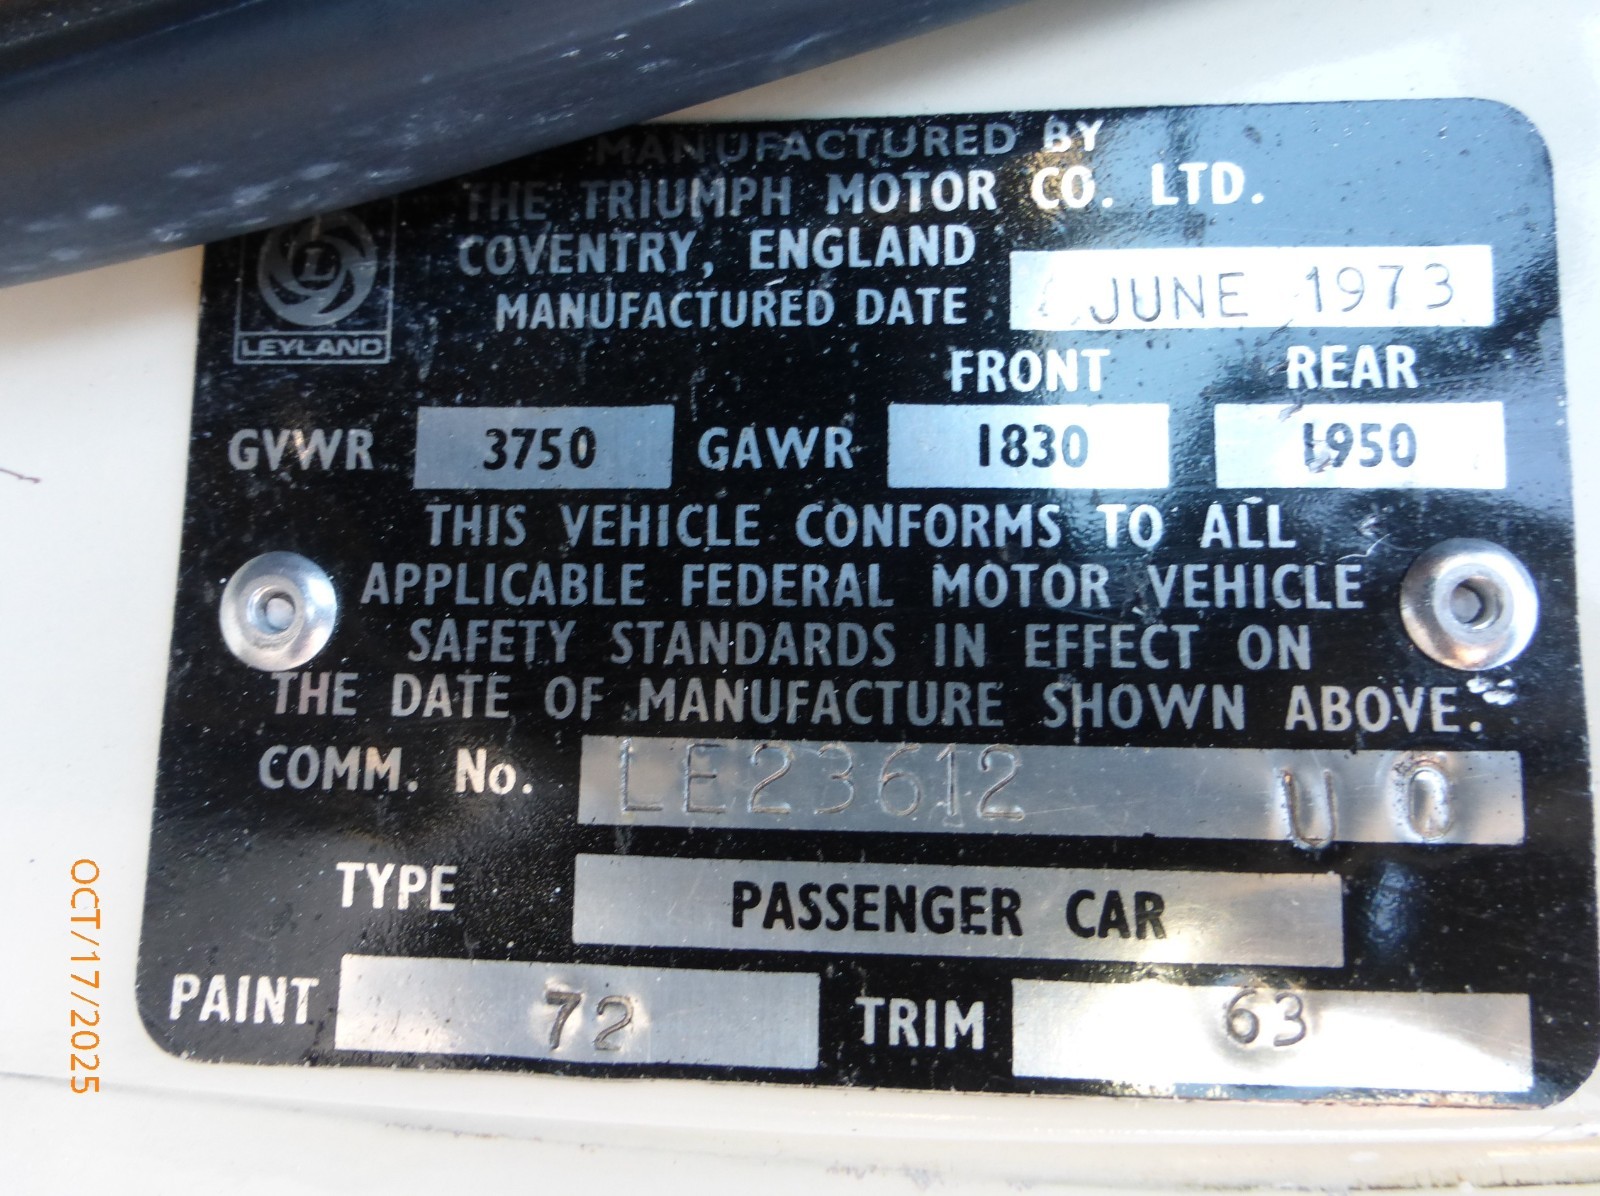 MANUFACTURED BY
THE TRIUMPH MOTOR CO. LTD.
COVENTRY, ENGLAND
MANUFACTURED DATE JUNE 1973
L
LEYLAND
FRONT REAR
GVWR 3750 GAWR 1830 1950
THIS VEHICLE CONFORMS TO ALL
APPLICABLE FEDERAL MOTOR VEHICLE
SAFETY STANDARDS IN EFFECT ON
THE DATE OF MANUFACTURE SHOWN ABOVE.
COMM. No. LE23612 U O
TYPE PASSENGER CAR
PAINT 72 TRIM 63
OCT/17/2025